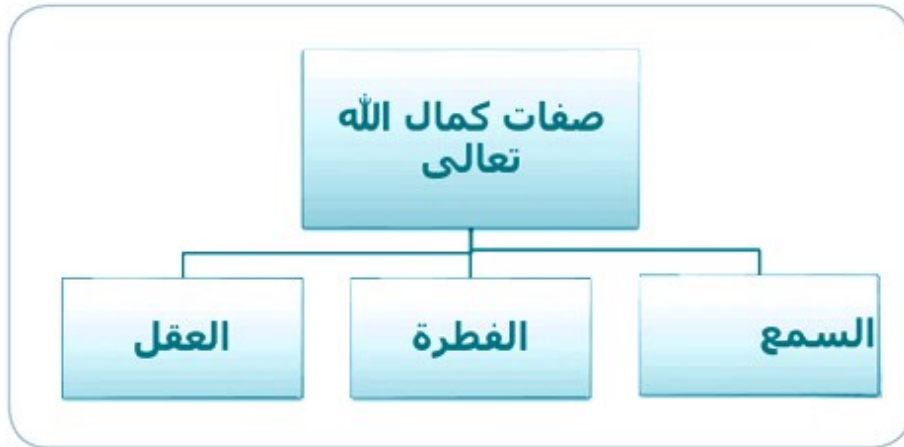 صفات كمال الله
تعالى
السمع
الفطرة
العقل